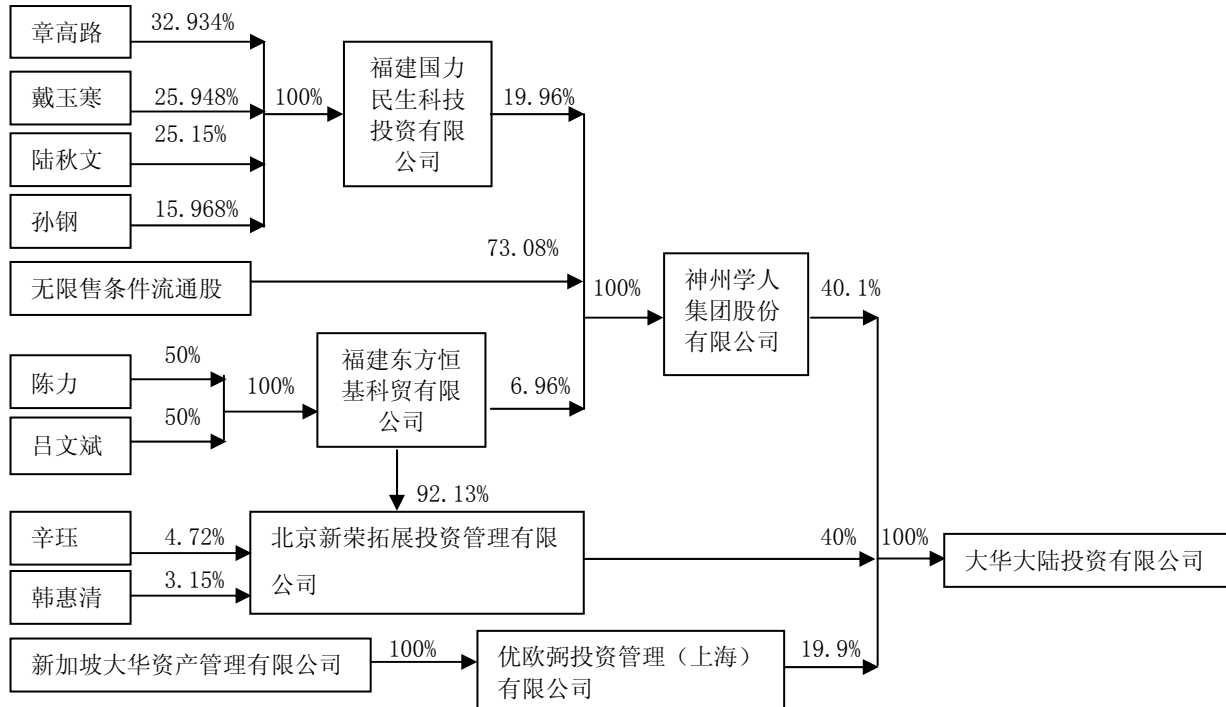 章高路
32.934%
戴玉寒
25.948%
陆秋文
25.15%
孙钢
15.968%
100%
福建国力
民生科技
投资有限
公司
19.96%
无限售条件流通股
73.08%
100%
神州学人
集团股份
有限公司
40.1%
陈力
50%
吕文斌
50%
100%
福建东方恒
基科贸有限
公司
6.96%
92.13%
辛珏
4.72%
韩惠清
3.15%
北京新荣拓展投资管理有限
公司
40%
100%
大华大陆投资有限公司
新加坡大华资产管理有限公司
100%
优欧弼投资管理（上海）
有限公司
19.9%